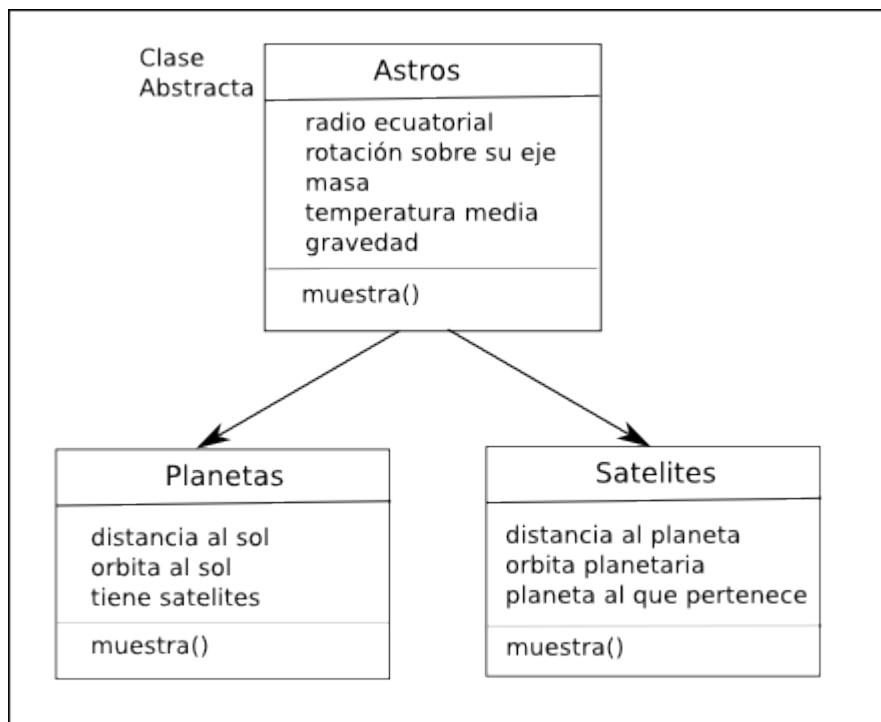 Clase
Abstracta
Astros
radio ecuatorial
rotación sobre su eje
masa
temperatura media
gravedad
muestra()
Planetas
distancia al sol
orbita al sol
tiene satelites
muestra()
Satelites
distancia al planeta
orbita planetaria
planeta al que pertenece
muestra()